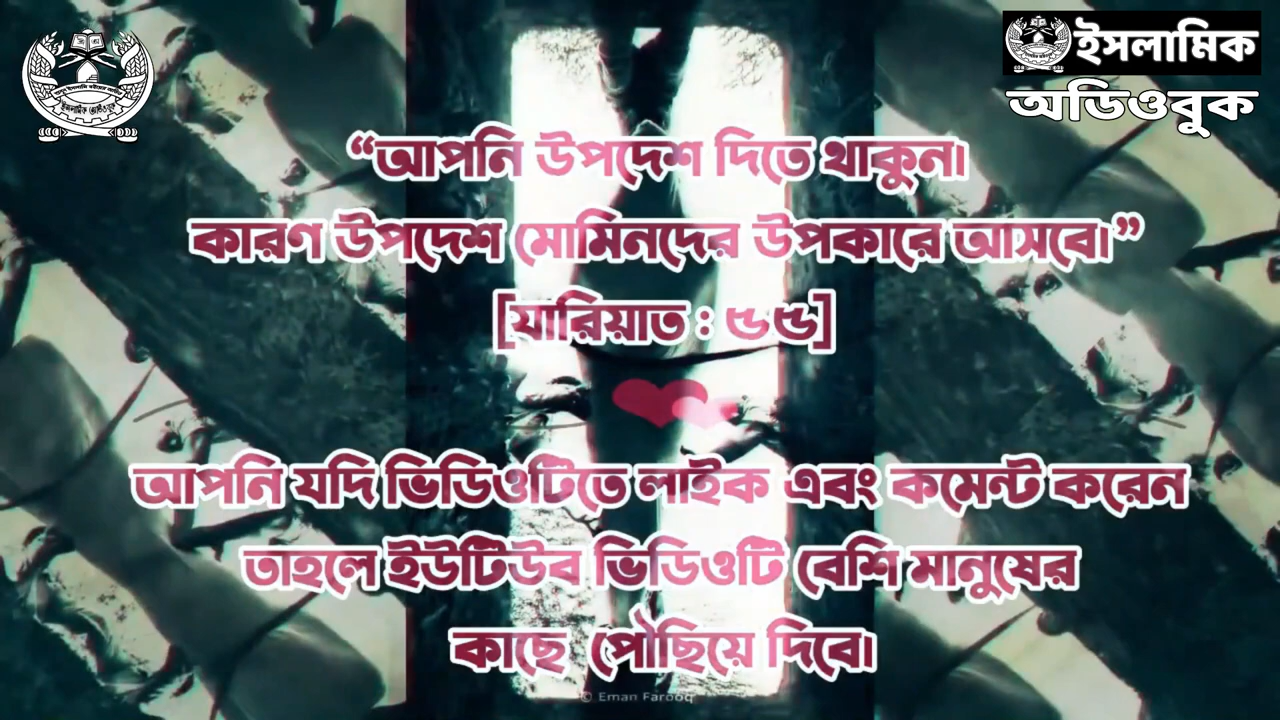 ইসলামিক
অডিওবুক
“আপনি উপদেশ দিতে থাকুন।
কারণ উপদেশ মোমিনদের উপকারে আসবে।”
[যারিয়াত : ৫৫]
আপনি যদি ভিডিওটিতে লাইক এবং কমেন্ট করেন
তাহলে ইউটিউব ভিডিওটি বেশি মানুষের
কাছে পৌছিয়ে দিবে।
© Eman Farooq